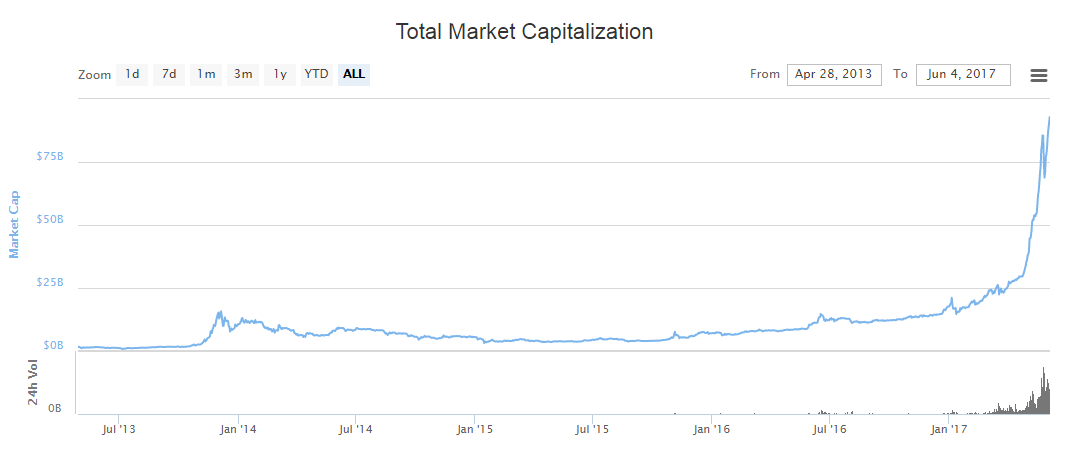 Total Market Capitalization
Zoom 1d 7d 1m 3m 1y YTD ALL From Apr 28, 2013 To Jun 4, 2017
$75B
$50B
$25B
$0B
Market Cap
24h Vol
0B
Jul '13 Jan '14 Jul '14 Jan '15 Jul '15 Jan '16 Jul '16 Jan '17